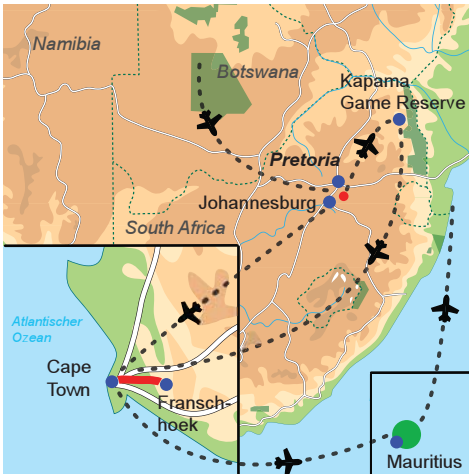 Namibia
Botswana
Kapama
Game Reserve
Pretoria
Johannesburg
South Africa
Atlantischer
Ozean
Cape
Town
Fransch-
hoek
Mauritius